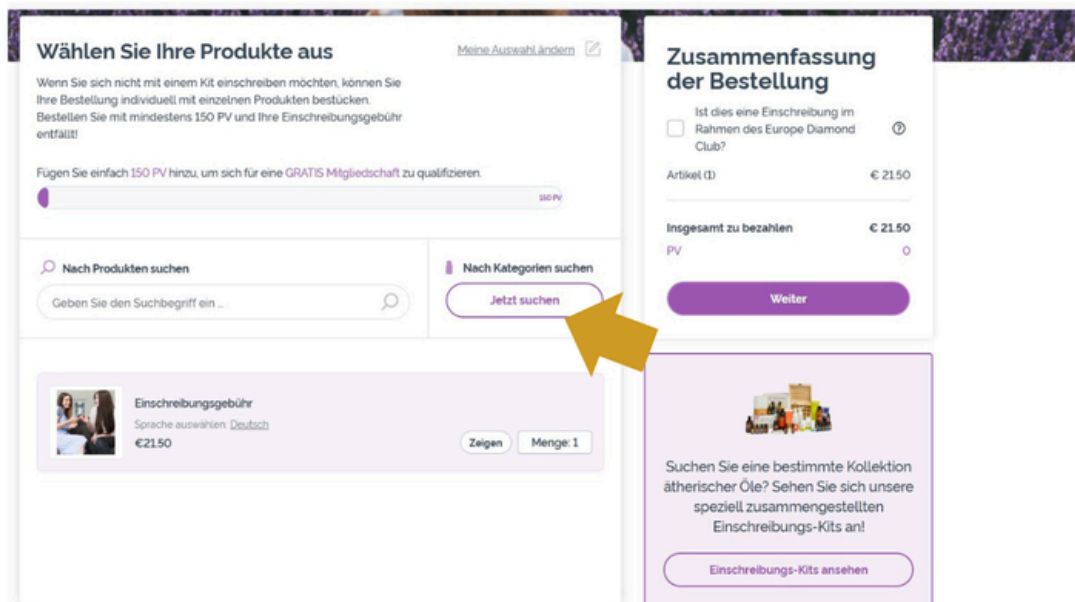 Wählen Sie Ihre Produkte aus
Meine Auswahl ändern
Wenn Sie sich nicht mit einem Kit einschreiben möchten, können Sie
Ihre Bestellung individuell mit einzelnen Produkten bestücken.
Bestellen Sie mit mindestens 150 PV und Ihre Einschreibungsgebühr
entfällt!
Fügen Sie einfach 150 PV hinzu, um sich für eine GRATIS Mitgliedschaft zu qualifizieren.
150 PV
Nach Produkten suchen
Geben Sie den Suchbegriff ein ...
Nach Kategorien suchen
Jetzt suchen
Einschreibungsgebühr
Sprache auswählen: Deutsch
€21.50
Zeigen
Menge: 1
Zusammenfassung
der Bestellung
Ist dies eine Einschreibung im
Rahmen des Europe Diamond
Club?
Artikel (1) € 21.50
Insgesamt zu bezahlen € 21.50
PV 0
Weiter
Suchen Sie eine bestimmte Kollektion
ätherischer Öle? Sehen Sie sich unsere
speziell zusammengestellten
Einschreibungs-Kits an!
Einschreibungs-Kits ansehen